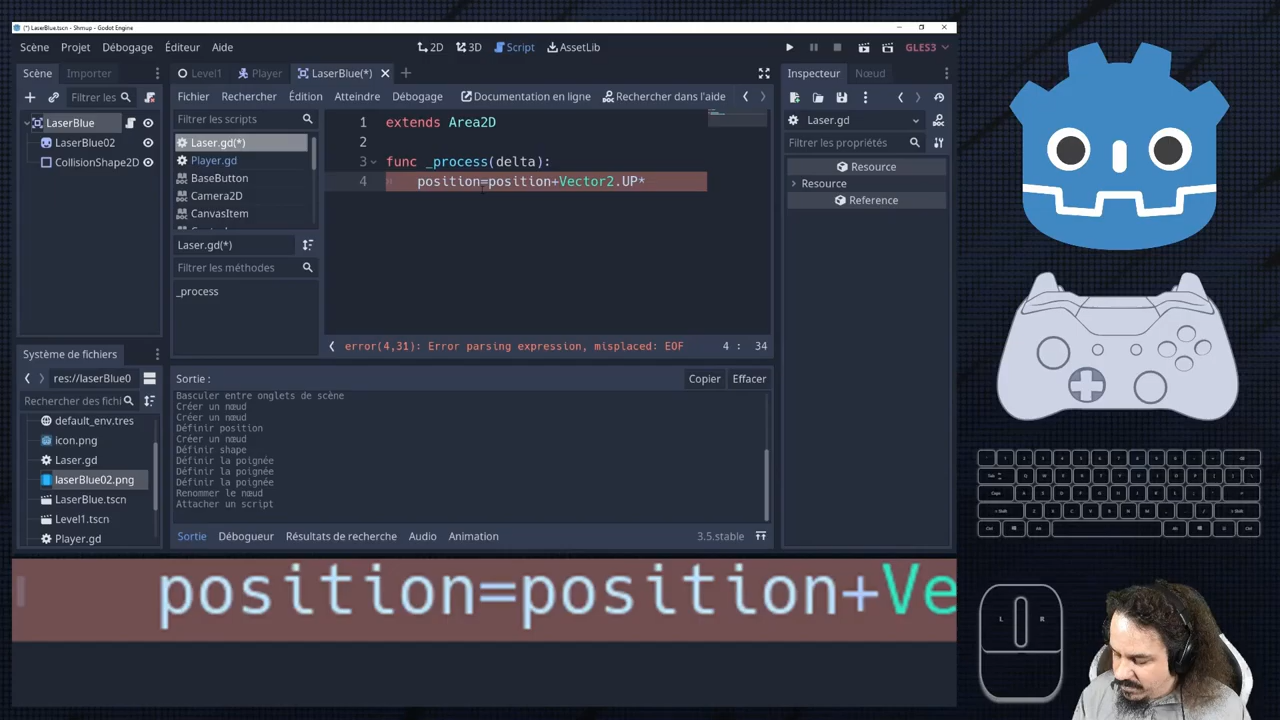 (*) LaserBlue.tscn - Shmup - Godot Engine
Scène Projet Débogage Éditeur Aide
2D 3D Script AssetLib
GLES3
Scène Importer
Level1 Player LaserBlue(*)
Inspecteur Nœud
Filtrer les
Fichier Rechercher Édition Atteindre Débogage Documentation en ligne Rechercher dans l'aide
LaserBlue
LaserBlue02
CollisionShape2D
Filtrer les scripts
Laser.gd(*)
Player.gd
BaseButton
Camera2D
CanvasItem
Laser.gd(*)
Filtrer les méthodes
_process
1 extends Area2D
2
3 func _process(delta):
4 position=position+Vector2.UP*
error(4,31): Error parsing expression, misplaced: EOF
4 : 34
Laser.gd
Filtrer les propriétés
Resource
Resource
Reference
Système de fichiers
res://laserBlue0
Rechercher des fichi
default_env.tres
icon.png
Laser.gd
laserBlue02.png
LaserBlue.tscn
Level1.tscn
Player.gd
Sortie :
Copier Effacer
Basculer entre onglets de scène
Créer un nœud
Créer un nœud
Définir position
Créer un nœud
Définir shape
Définir la poignée
Définir la poignée
Définir la poignée
Renommer le nœud
Attacher un script
Sortie Débogueur Résultats de recherche Audio Animation
3.5.stable
position=position+Ve
L R